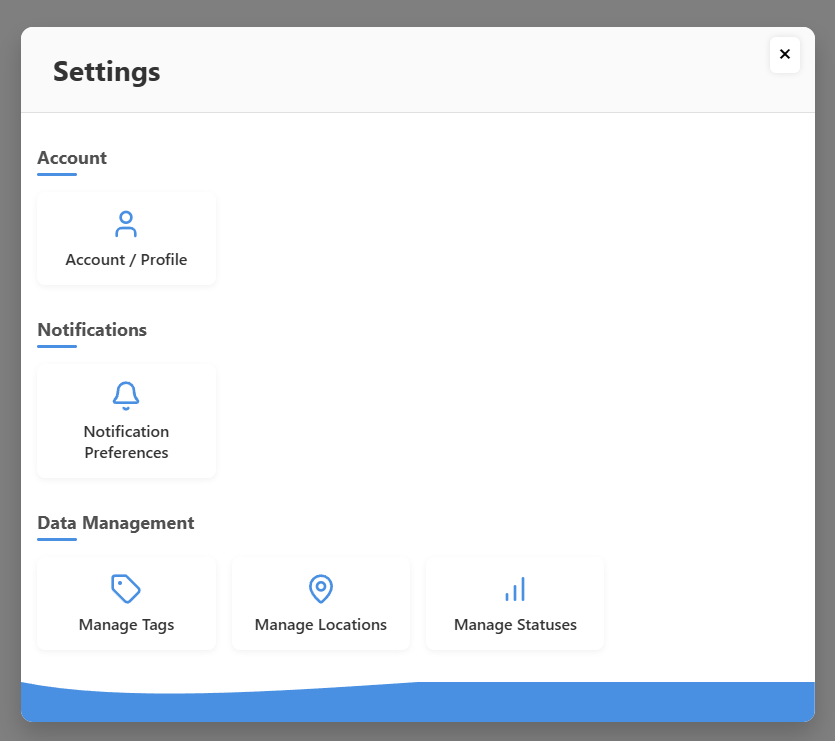 Settings
×
Account
Account / Profile
Notifications
Notification
Preferences
Data Management
Manage Tags
Manage Locations
Manage Statuses